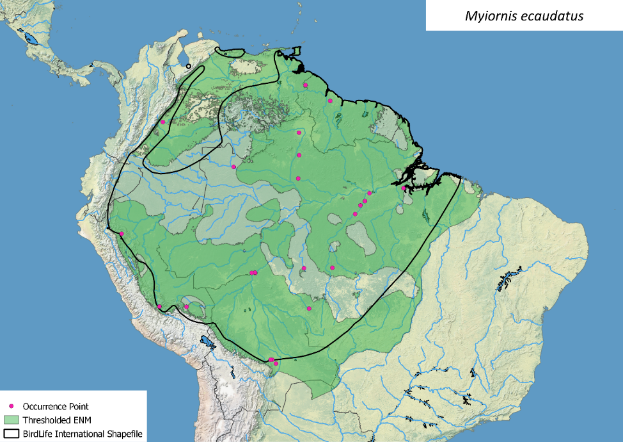 Myiornis ecaudatus
Occurrence Point
Thresholded ENM
BirdLife International Shapefile